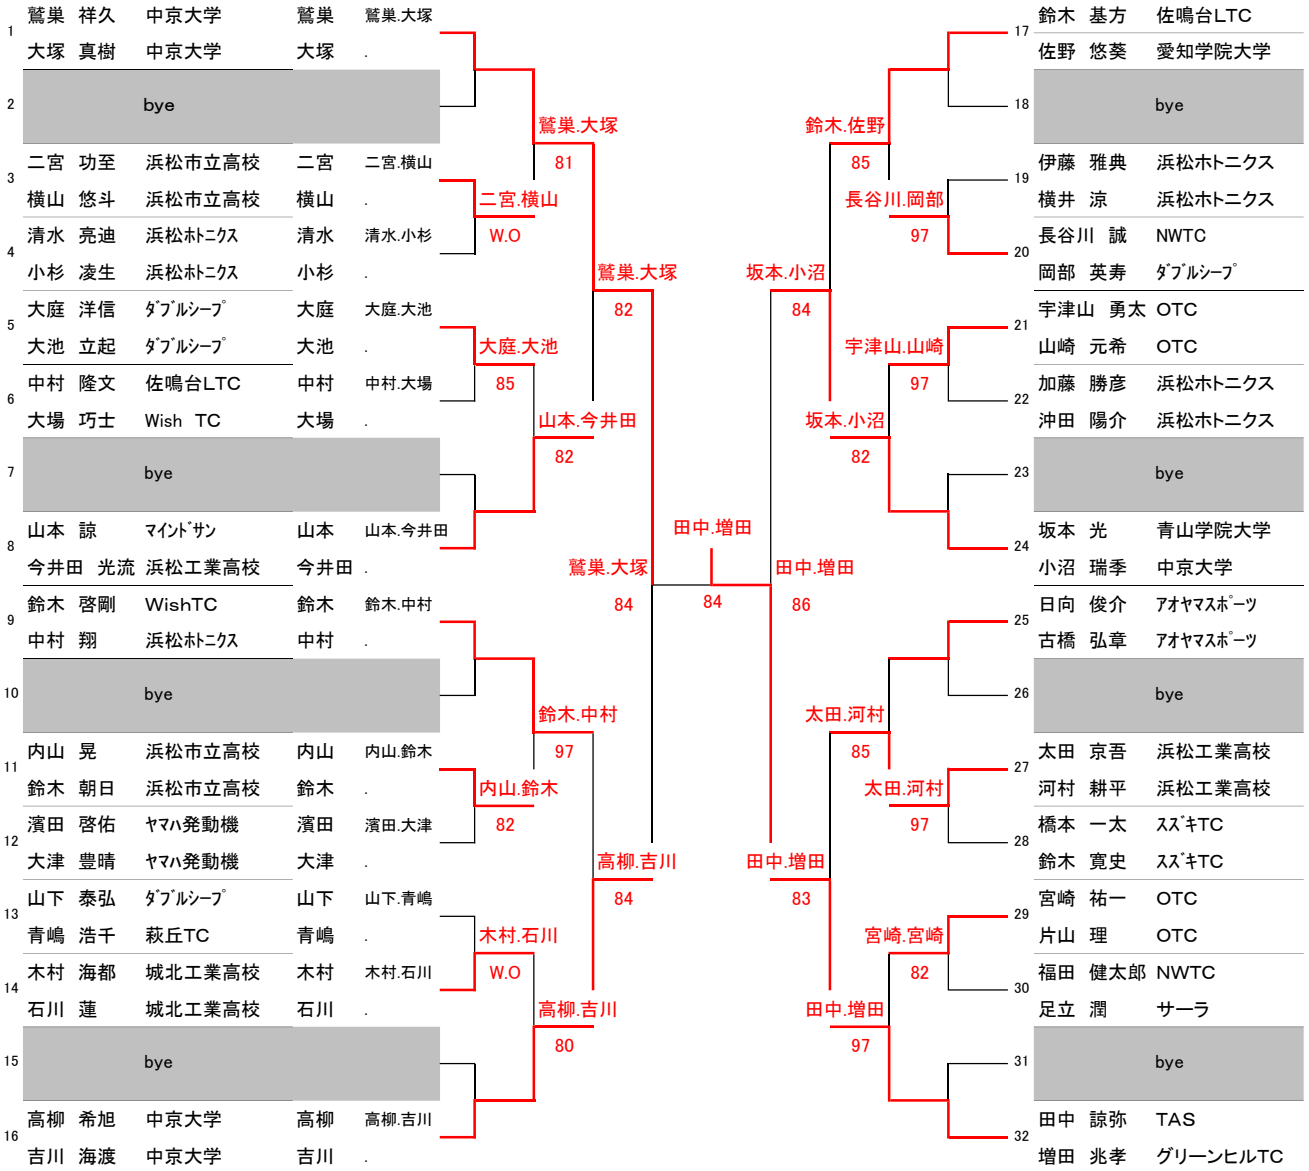 鷲巣 祥久 中京大学 鷲巣 鷲巣.大塚
1
大塚 真樹 中京大学 大塚 .
2 bye
鷲巣.大塚
81
二宮 功至 浜松市立高校 二宮 二宮.横山
3
横山 悠斗 浜松市立高校 横山 .
二宮.横山
W.O
清水 亮迪 浜松ホトニクス 清水 清水.小杉
4
小杉 凌生 浜松ホトニクス 小杉 .
鷲巣.大塚
82
大庭 洋信 ダブルシープ 大庭 大庭.大池
5
大池 立起 ダブルシープ 大池 .
大庭.大池
85
中村 隆文 佐鳴台LTC 中村 中村.大場
6
大場 巧士 Wish TC 大場 .
山本.今井田
82
7 bye
山本 諒 マインドサン 山本 山本.今井田
8
今井田 光流 浜松工業高校 今井田 .
鷲巣.大塚
84
鈴木 啓剛 WishTC 鈴木 鈴木.中村
9
中村 翔 浜松ホトニクス 中村 .
10 bye
鈴木.中村
97
内山 晃 浜松市立高校 内山 内山.鈴木
11
鈴木 朝日 浜松市立高校 鈴木 .
内山.鈴木
82
濱田 啓佑 ヤマハ発動機 濱田 濱田.大津
12
大津 豊晴 ヤマハ発動機 大津 .
高柳.吉川
84
山下 泰弘 ダブルシープ 山下 山下.青嶋
13
青嶋 浩千 萩丘TC 青嶋 .
木村.石川
W.O
木村 海都 城北工業高校 木村 木村.石川
14
石川 蓮 城北工業高校 石川 .
高柳.吉川
80
15 bye
高柳 希旭 中京大学 高柳 高柳.吉川
16
吉川 海渡 中京大学 吉川 .
田中.増田
84
鈴木 基方 佐鳴台LTC
17
佐野 悠葵 愛知学院大学
18 bye
鈴木.佐野
85
伊藤 雅典 浜松ホトニクス
19
横井 涼 浜松ホトニクス
長谷川.岡部
97
長谷川 誠 NWTC
20
岡部 英寿 ダブルシープ
坂本.小沼
84
宇津山 勇太 OTC
21
山崎 元希 OTC
宇津山.山崎
97
加藤 勝彦 浜松ホトニクス
22
沖田 陽介 浜松ホトニクス
坂本.小沼
82
23 bye
坂本 光 青山学院大学
24
小沼 瑞季 中京大学
田中.増田
86
日向 俊介 アオヤマスポーツ
25
古橋 弘章 アオヤマスポーツ
26 bye
太田.河村
85
太田 京吾 浜松工業高校
27
河村 耕平 浜松工業高校
太田.河村
97
橋本 一太 スズキTC
28
鈴木 寛史 スズキTC
田中.増田
83
宮崎 祐一 OTC
29
片山 理 OTC
宮崎.宮崎
82
福田 健太郎 NWTC
30
足立 潤 サーラ
田中.増田
97
31 bye
田中 諒弥 TAS
32
増田 兆孝 グリーンヒルTC